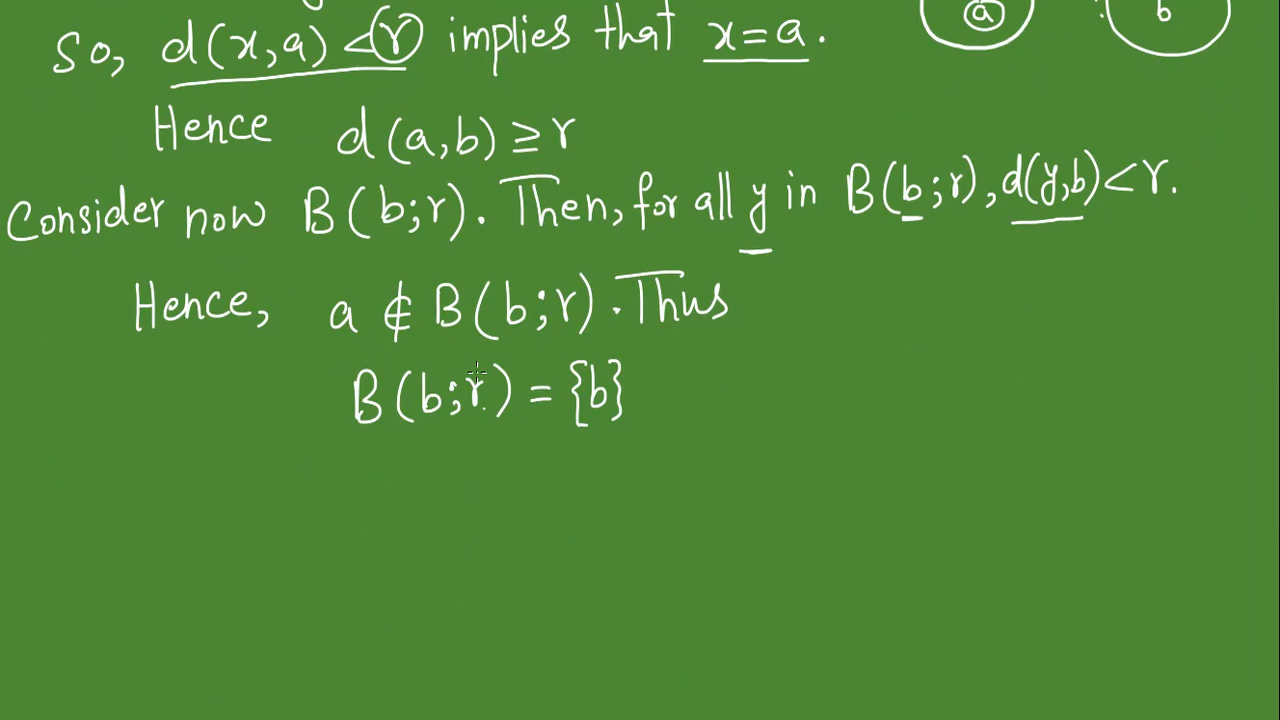 So, d(x,a) <r implies that x=a.
a
b
Hence d(a,b) ≥ r
Consider now B(b;r). Then, for all y in B(b;r), d(y,b)<r.
Hence, a ∉ B(b;r). Thus
B(b;r) = {b}